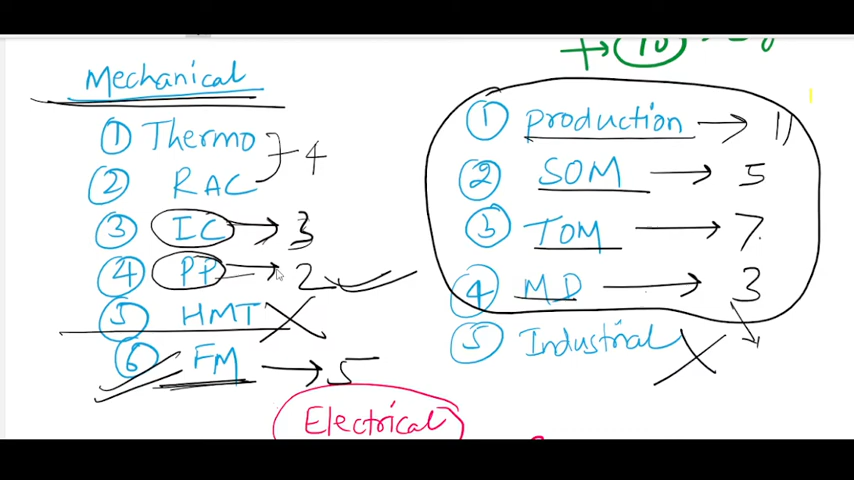 Mechanical
① Thermo
② RAC
4
③ IC → 3
④ PP → 2
⑤ HMT
⑥ FM → 5
① production → 11
② SOM → 5
③ TOM → 7
④ MD → 3
⑤ Industrial
Electrical